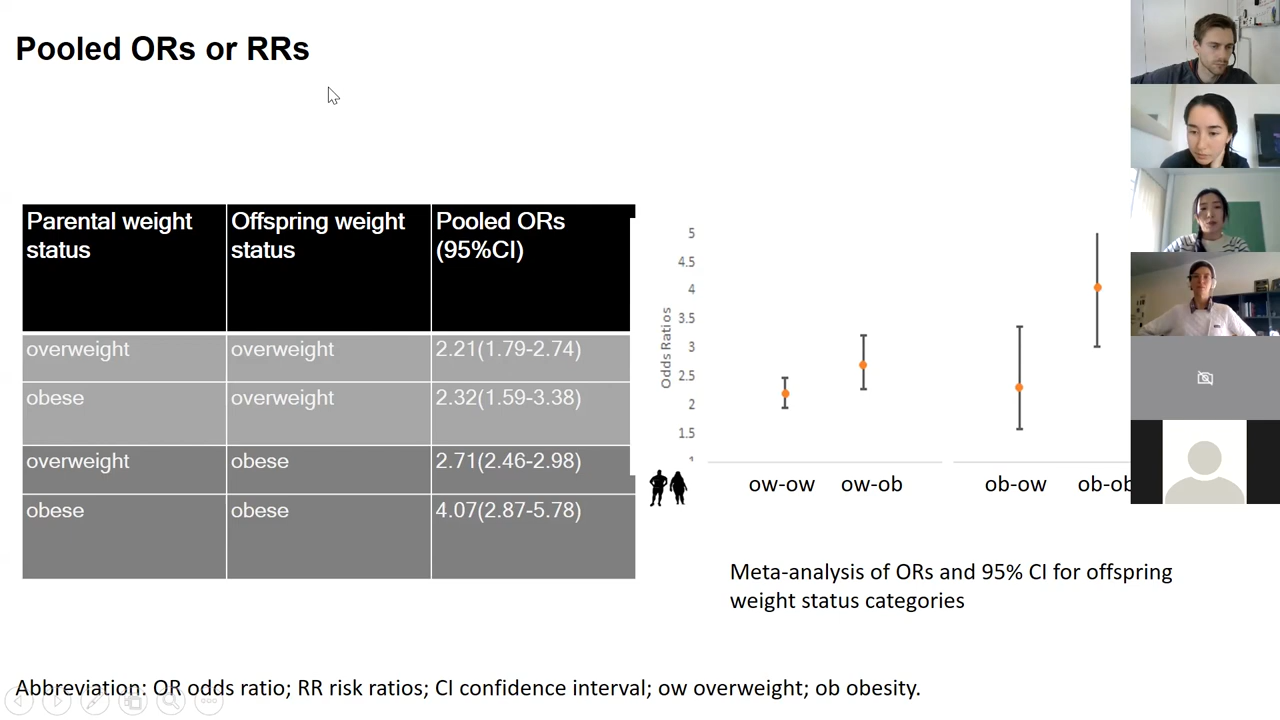 Pooled ORs or RRs
Parental weight
status
Offspring weight
status
Pooled ORs
(95%CI)
overweight
overweight
2.21(1.79-2.74)
obese
overweight
2.32(1.59-3.38)
overweight
obese
2.71(2.46-2.98)
obese
obese
4.07(2.87-5.78)
Odds Ratios
5
4.5
4
3.5
3
2.5
2
1.5
1
ow-ow
ow-ob
ob-ow
ob-ob
Meta-analysis of ORs and 95% CI for offspring
weight status categories
Abbreviation: OR odds ratio; RR risk ratios; CI confidence interval; ow overweight; ob obesity.